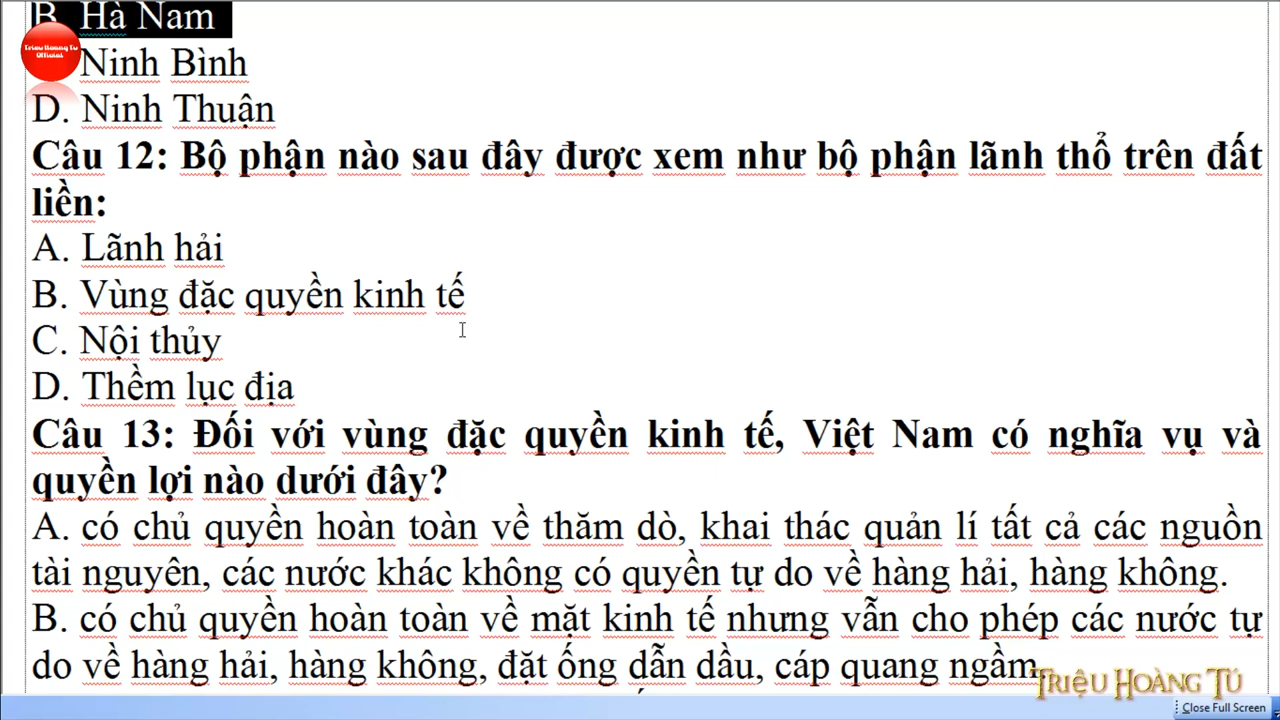 B. Hà Nam
Triệu Hoàng Tú
Official
Ninh Bình
D. Ninh Thuận
Câu 12: Bộ phận nào sau đây được xem như bộ phận lãnh thổ trên đất
liền:
A. Lãnh hải
B. Vùng đặc quyền kinh tế
C. Nội thủy
D. Thềm lục địa
Câu 13: Đối với vùng đặc quyền kinh tế, Việt Nam có nghĩa vụ và
quyền lợi nào dưới đây?
A. có chủ quyền hoàn toàn về thăm dò, khai thác quản lí tất cả các nguồn
tài nguyên, các nước khác không có quyền tự do về hàng hải, hàng không.
B. có chủ quyền hoàn toàn về mặt kinh tế nhưng vẫn cho phép các nước tự
do về hàng hải, hàng không, đặt ống dẫn dầu, cáp quang ngầm.
Triệu Hoàng Tú
Close Full Screen